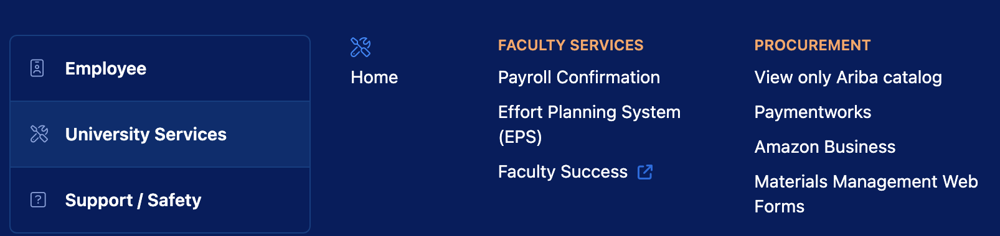 Employee
University Services
Support / Safety
Home
FACULTY SERVICES
Payroll Confirmation
Effort Planning System
(EPS)
Faculty Success
PROCUREMENT
View only Ariba catalog
Paymentworks
Amazon Business
Materials Management Web
Forms